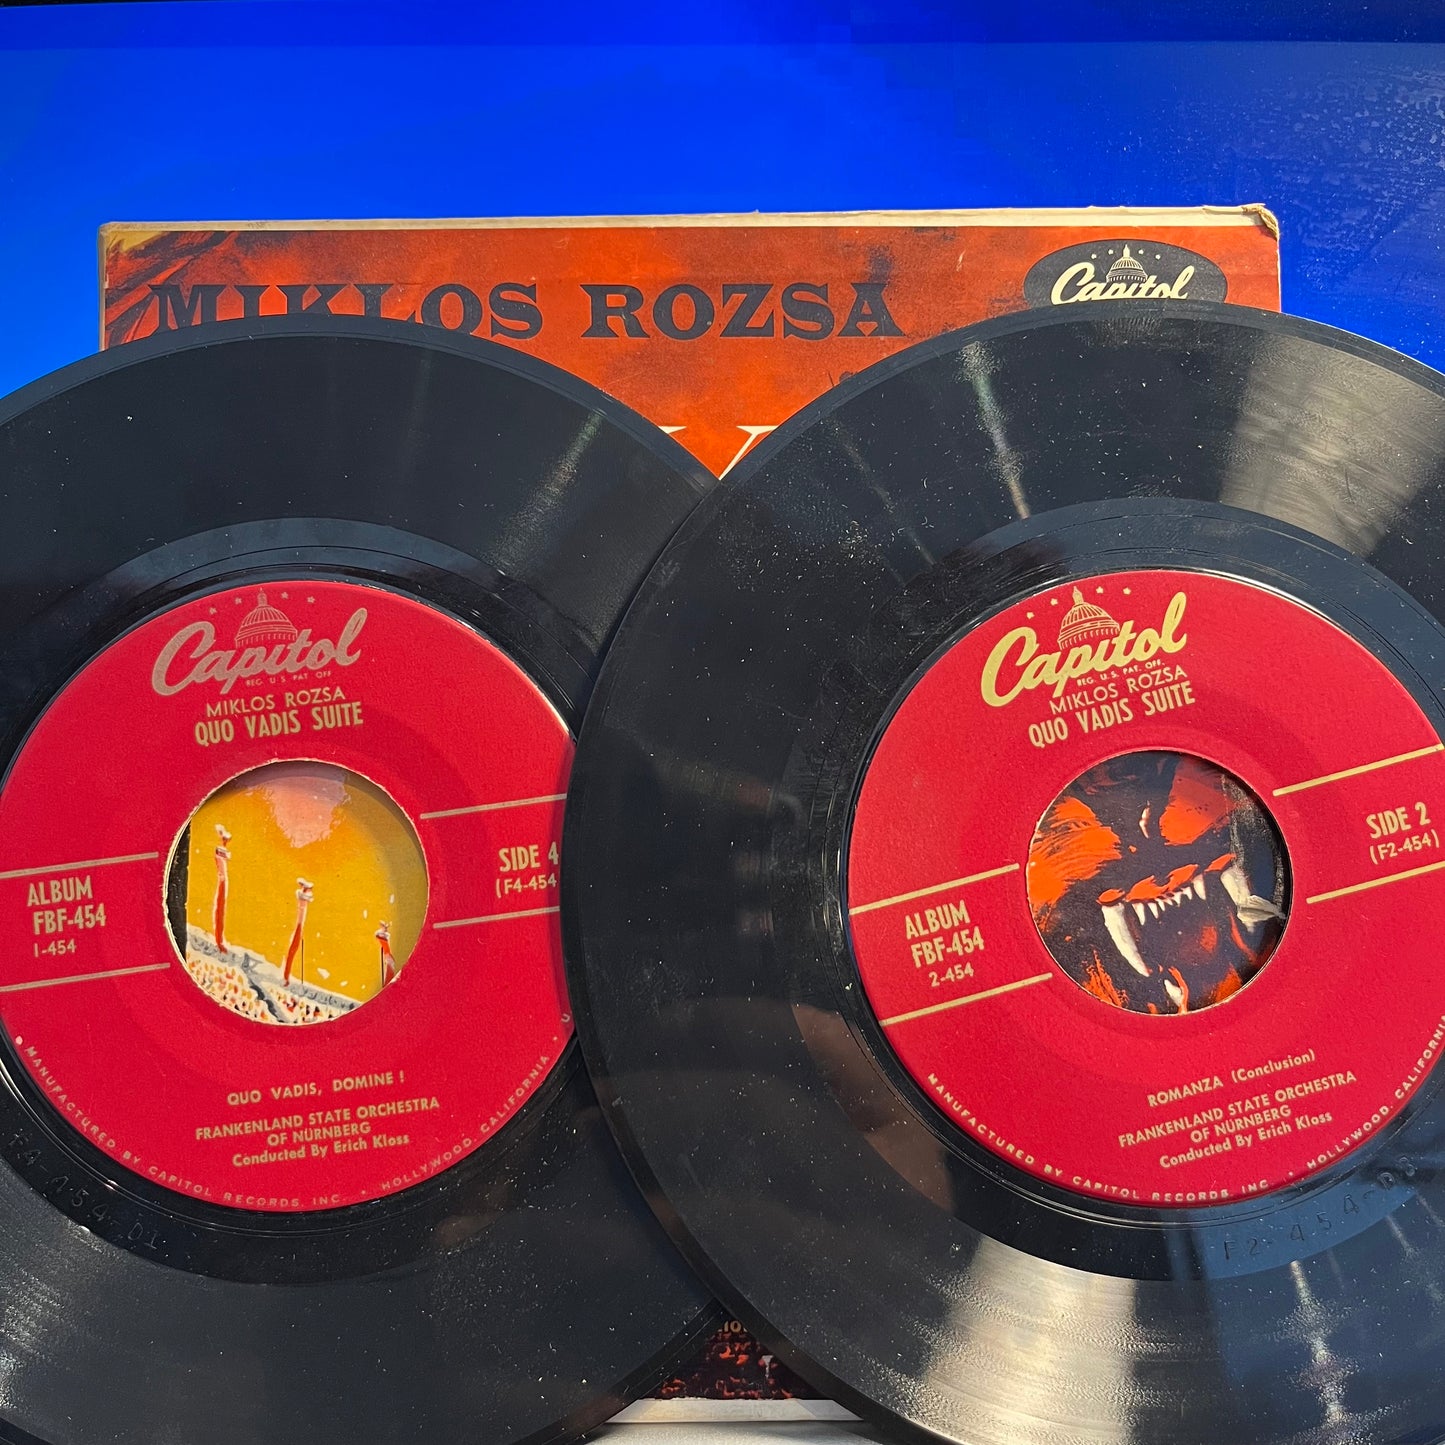 MIKLOS ROZSA
Capitol
Capitol
REG. U.S. PAT. OFF.
MIKLOS ROZSA
QUO VADIS SUITE
SIDE 4
(F4-454
ALBUM
FBF-454
1-454
QUO VADIS, DOMINE!
FRANKENLAND STATE ORCHESTRA
OF NÜRNBERG
Conducted By Erich Kloss
MANUFACTURED BY CAPITOL RECORDS, INC. • HOLLYWOOD, CALIFORNIA • U
F4-454-D1
Capitol
REG. U.S. PAT. OFF.
MIKLOS ROZSA
QUO VADIS SUITE
SIDE 2
(F2-454)
ALBUM
FBF-454
2-454
ROMANZA (Conclusion)
FRANKENLAND STATE ORCHESTRA
OF NÜRNBERG
Conducted By Erich Kloss
MANUFACTURED BY CAPITOL RECORDS, INC. • HOLLYWOOD, CALIFORNIA